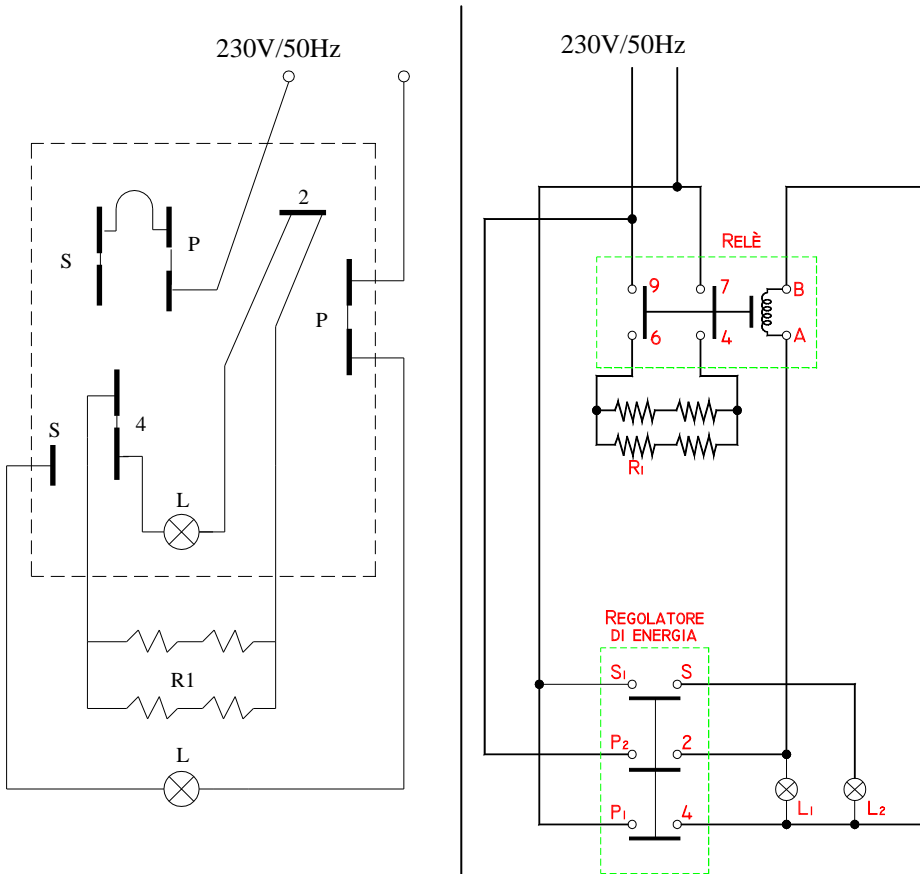 230V/50Hz
2
S
P
P
S
4
L
R1
L
230V/50Hz
RELÈ
9
7
B
6
4
A
R1
REGOLATORE
DI ENERGIA
S1
S
P2
2
P1
4
L1
L2